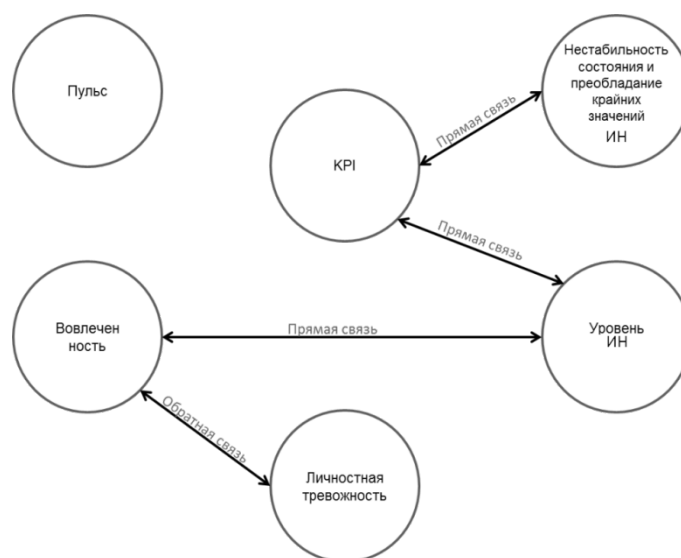 Пульс
Нестабильность
состояния и
преобладание
крайних
значений
ИН
Прямая связь
KPI
Прямая связь
Вовлечен
ность
Прямая связь
Уровень
ИН
Обратная связь
Личностная
тревожность